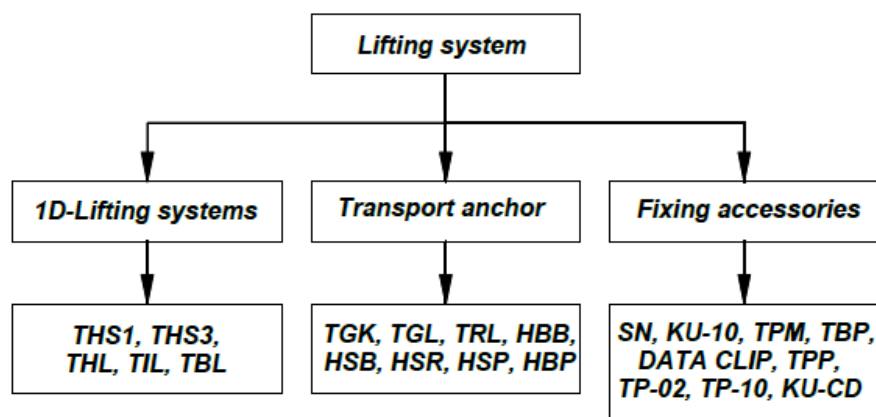 Lifting system
1D-Lifting systems
Transport anchor
Fixing accessories
THS1, THS3,
THL, TIL, TBL
TGK, TGL, TRL, HBB,
HSB, HSR, HSP, HBP
SN, KU-10, TPM, TBP,
DATA CLIP, TPP,
TP-02, TP-10, KU-CD